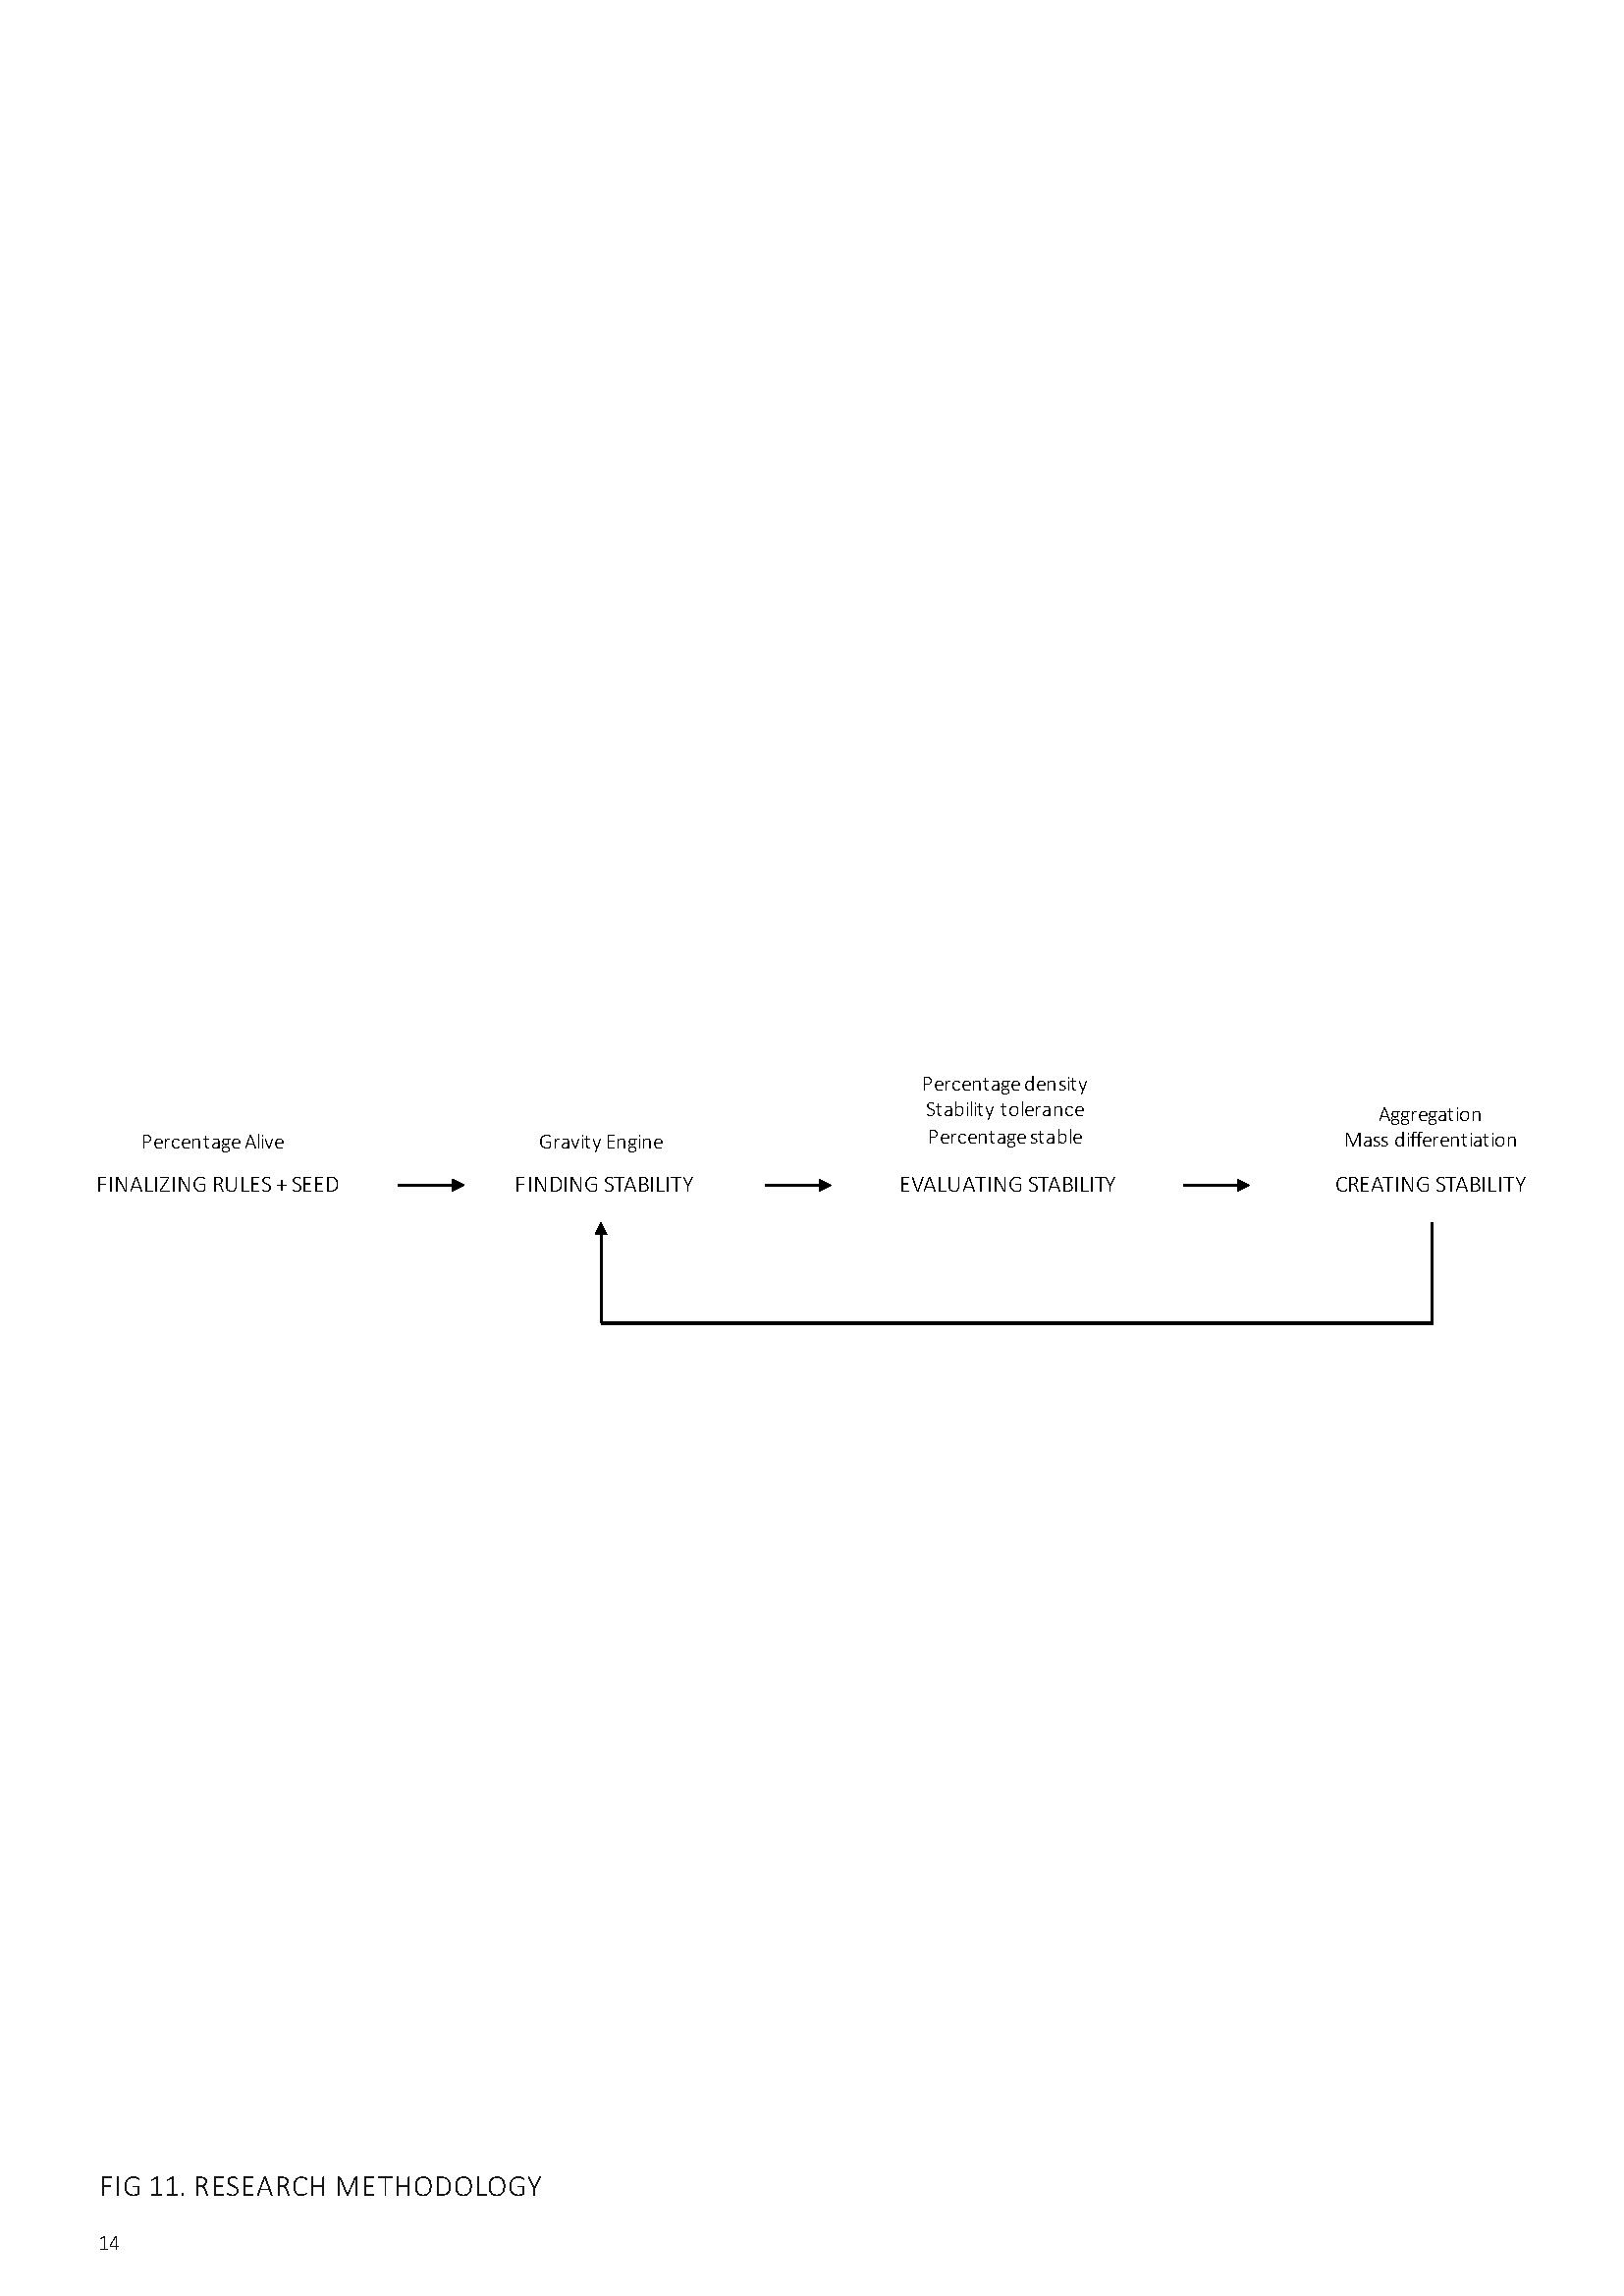 Percentage Alive
FINALIZING RULES + SEED
Gravity Engine
FINDING STABILITY
Percentage density
Stability tolerance
Percentage stable
EVALUATING STABILITY
Aggregation
Mass differentiation
CREATING STABILITY
FIG 11. RESEARCH METHODOLOGY
14